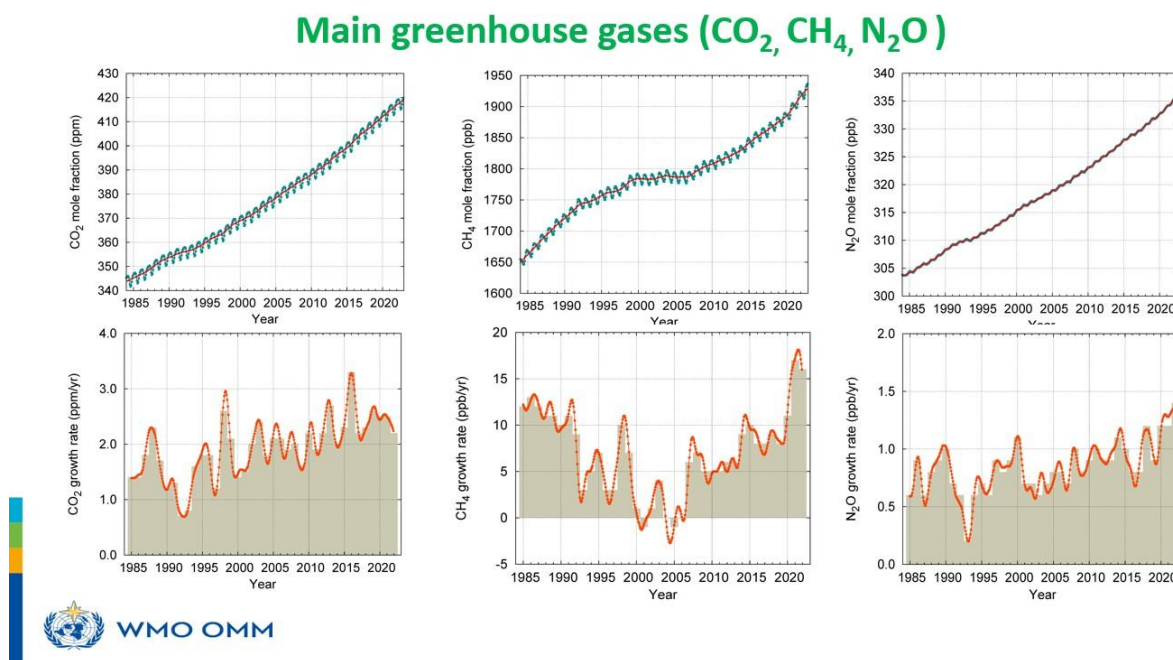 Main greenhouse gases (CO₂, CH₄, N₂O )
CO₂ mole fraction (ppm)
430
420
410
400
390
380
370
360
350
340
1985 1990 1995 2000 2005 2010 2015 2020
Year
CH₄ mole fraction (ppb)
1950
1900
1850
1800
1750
1700
1650
1600
1985 1990 1995 2000 2005 2010 2015 2020
Year
N₂O mole fraction (ppb)
340
335
330
325
320
315
310
305
300
1985 1990 1995 2000 2005 2010 2015 2020
Year
CO₂ growth rate (ppm/yr)
4.0
3.0
2.0
1.0
0.0
1985 1990 1995 2000 2005 2010 2015 2020
Year
CH₄ growth rate (ppb/yr)
20
15
10
5
0
-5
1985 1990 1995 2000 2005 2010 2015 2020
Year
N₂O growth rate (ppb/yr)
2.0
1.5
1.0
0.5
0.0
1985 1990 1995 2000 2005 2010 2015 2020
Year
WMO OMM